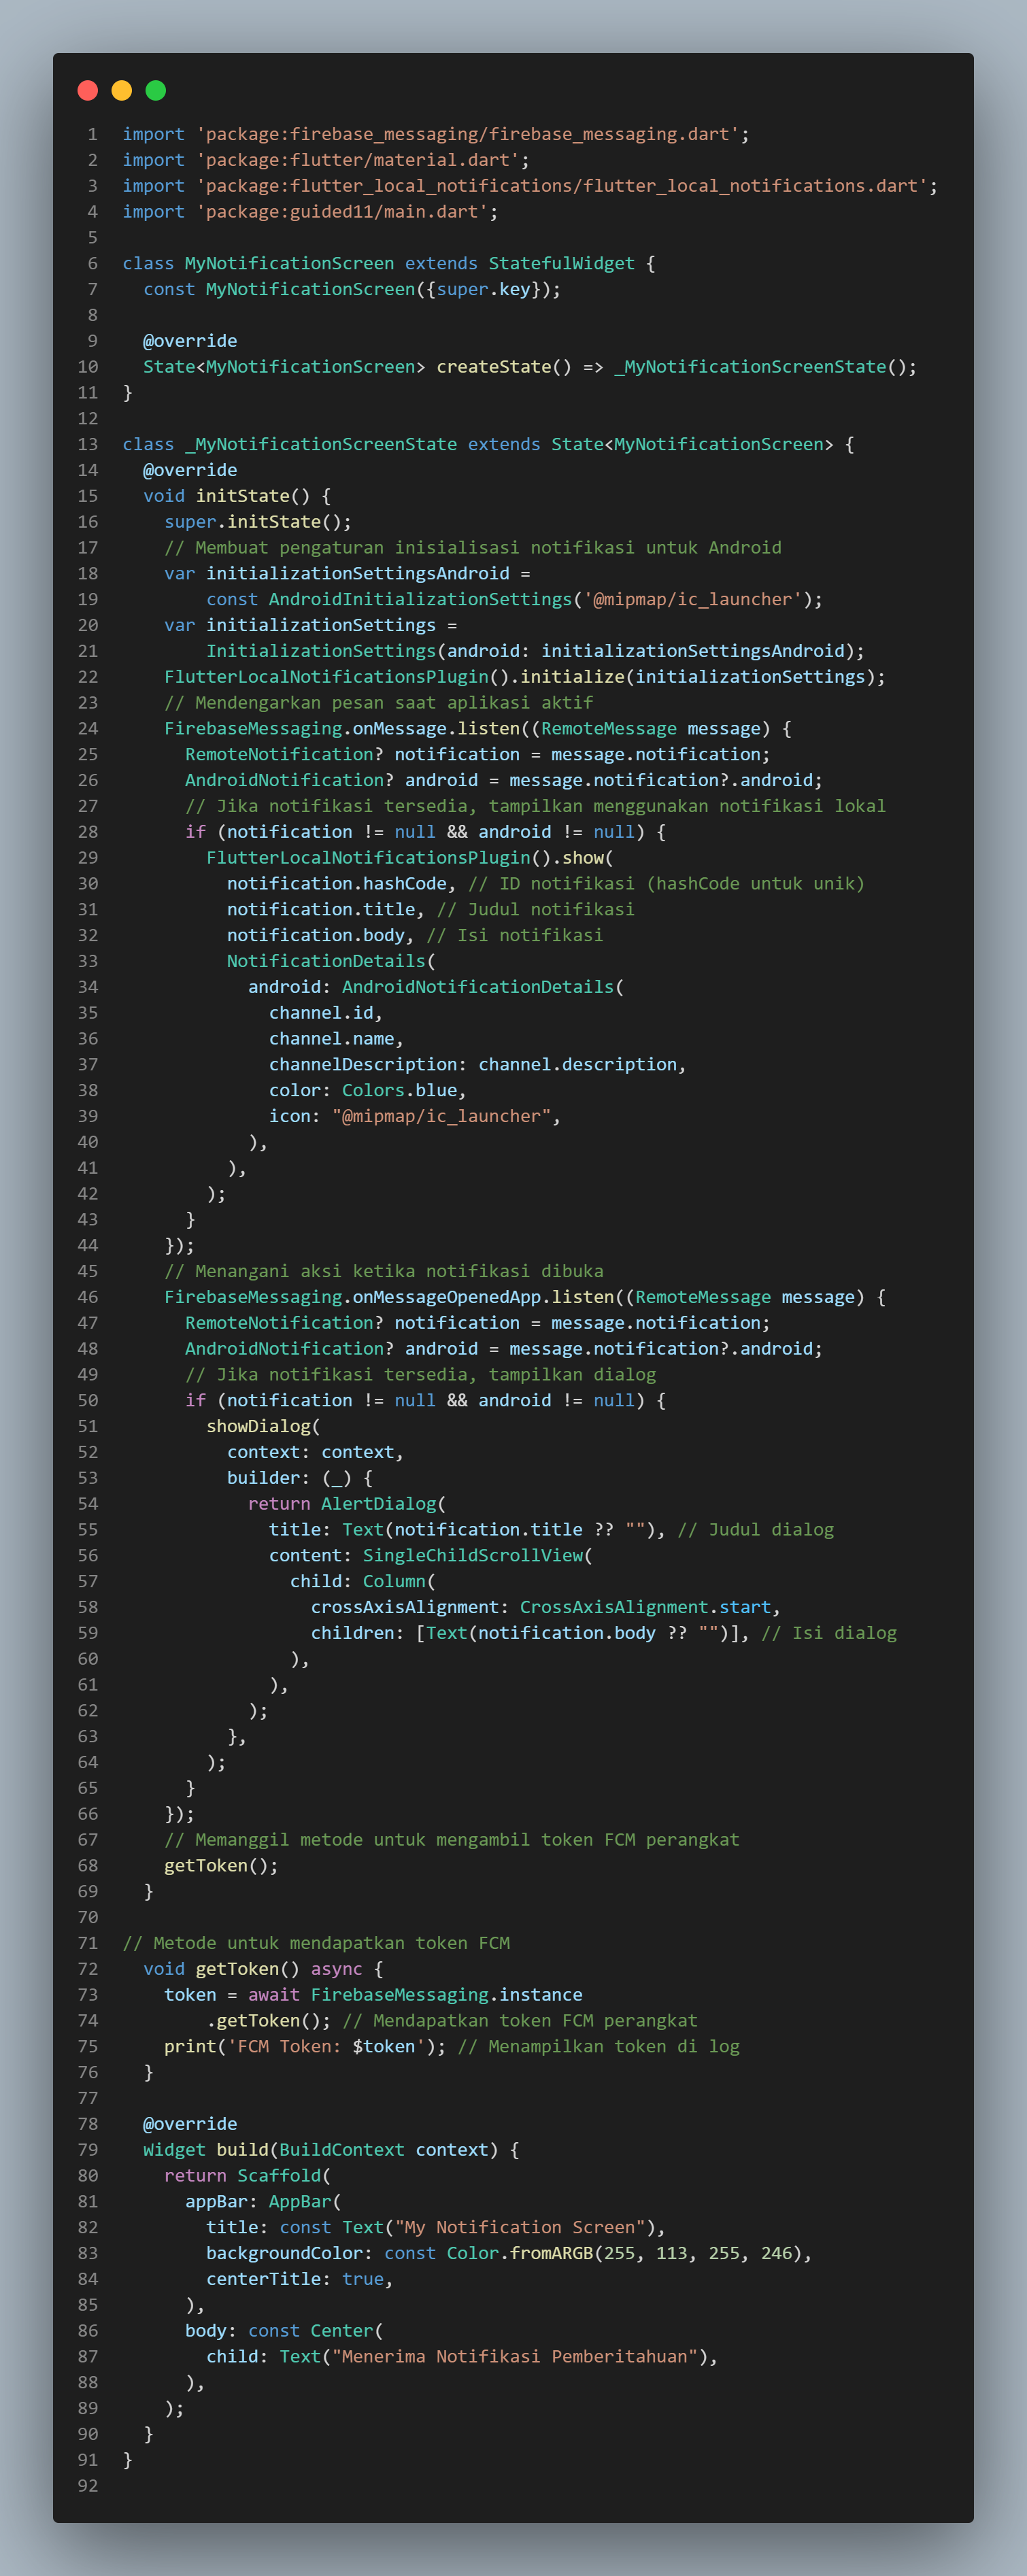 1 import 'package:firebase_messaging/firebase_messaging.dart';
2 import 'package:flutter/material.dart';
3 import 'package:flutter_local_notifications/flutter_local_notifications.dart';
4 import 'package:guided11/main.dart';
5
6 class MyNotificationScreen extends StatefulWidget {
7   const MyNotificationScreen({super.key});
8
9   @override
10   State<MyNotificationScreen> createState() => _MyNotificationScreenState();
11 }
12
13 class _MyNotificationScreenState extends State<MyNotificationScreen> {
14   @override
15   void initState() {
16     super.initState();
17     // Membuat pengaturan inisialisasi notifikasi untuk Android
18     var initializationSettingsAndroid =
19         const AndroidInitializationSettings('@mipmap/ic_launcher');
20     var initializationSettings =
21         InitializationSettings(android: initializationSettingsAndroid);
22     FlutterLocalNotificationsPlugin().initialize(initializationSettings);
23     // Mendengarkan pesan saat aplikasi aktif
24     FirebaseMessaging.onMessage.listen((RemoteMessage message) {
25       RemoteNotification? notification = message.notification;
26       AndroidNotification? android = message.notification?.android;
27       // Jika notifikasi tersedia, tampilkan menggunakan notifikasi lokal
28       if (notification != null && android != null) {
29         FlutterLocalNotificationsPlugin().show(
30           notification.hashCode, // ID notifikasi (hashCode untuk unik)
31           notification.title, // Judul notifikasi
32           notification.body, // Isi notifikasi
33           NotificationDetails(
34             android: AndroidNotificationDetails(
35               channel.id,
36               channel.name,
37               channelDescription: channel.description,
38               color: Colors.blue,
39               icon: "@mipmap/ic_launcher",
40             ),
41           ),
42         );
43       }
44     });
45     // Menangani aksi ketika notifikasi dibuka
46     FirebaseMessaging.onMessageOpenedApp.listen((RemoteMessage message) {
47       RemoteNotification? notification = message.notification;
48       AndroidNotification? android = message.notification?.android;
49       // Jika notifikasi tersedia, tampilkan dialog
50       if (notification != null && android != null) {
51         showDialog(
52           context: context,
53           builder: (_) {
54             return AlertDialog(
55               title: Text(notification.title ?? ""), // Judul dialog
56               content: SingleChildScrollView(
57                 child: Column(
58                   crossAxisAlignment: CrossAxisAlignment.start,
59                   children: [Text(notification.body ?? "")], // Isi dialog
60                 ),
61               ),
62             );
63           },
64         );
65       }
66     });
67     // Memanggil metode untuk mengambil token FCM perangkat
68     getToken();
69   }
70
71 // Metode untuk mendapatkan token FCM
72   void getToken() async {
73     token = await FirebaseMessaging.instance
74         .getToken(); // Mendapatkan token FCM perangkat
75     print('FCM Token: $token'); // Menampilkan token di log
76   }
77
78   @override
79   Widget build(BuildContext context) {
80     return Scaffold(
81       appBar: AppBar(
82         title: const Text("My Notification Screen"),
83         backgroundColor: const Color.fromARGB(255, 113, 255, 246),
84         centerTitle: true,
85       ),
86       body: const Center(
87         child: Text("Menerima Notifikasi Pemberitahuan"),
88       ),
89     );
90   }
91 }
92